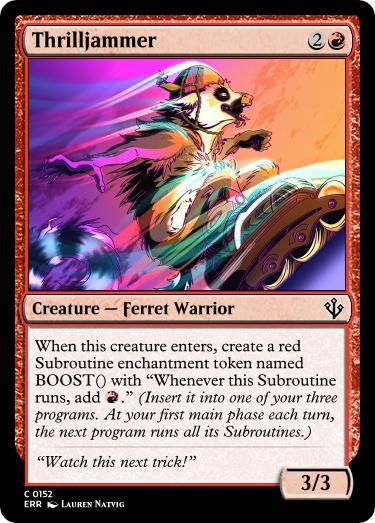 Thrilljammer 2
Creature — Ferret Warrior
When this creature enters, create a red
Subroutine enchantment token named
BOOST() with “Whenever this Subroutine
runs, add .” (Insert it into one of your three
programs. At your first main phase each turn,
the next program runs all its Subroutines.)
“Watch this next trick!”
3/3
C 0152
ERR Lauren Natvig